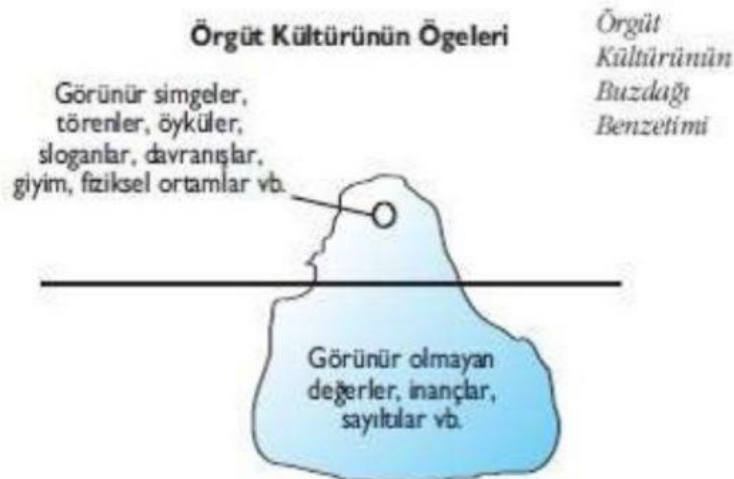 Örgüt Kültürünün Ögeleri
Örgüt
Kültürünün
Buzdağı
Benzetimi
Görünür simgeler,
törenler, öyküler,
sloganlar, davranışlar,
giyim, fiziksel ortamlar vb.
Görünür olmayan
değerler, inançlar,
sayıltılar vb.